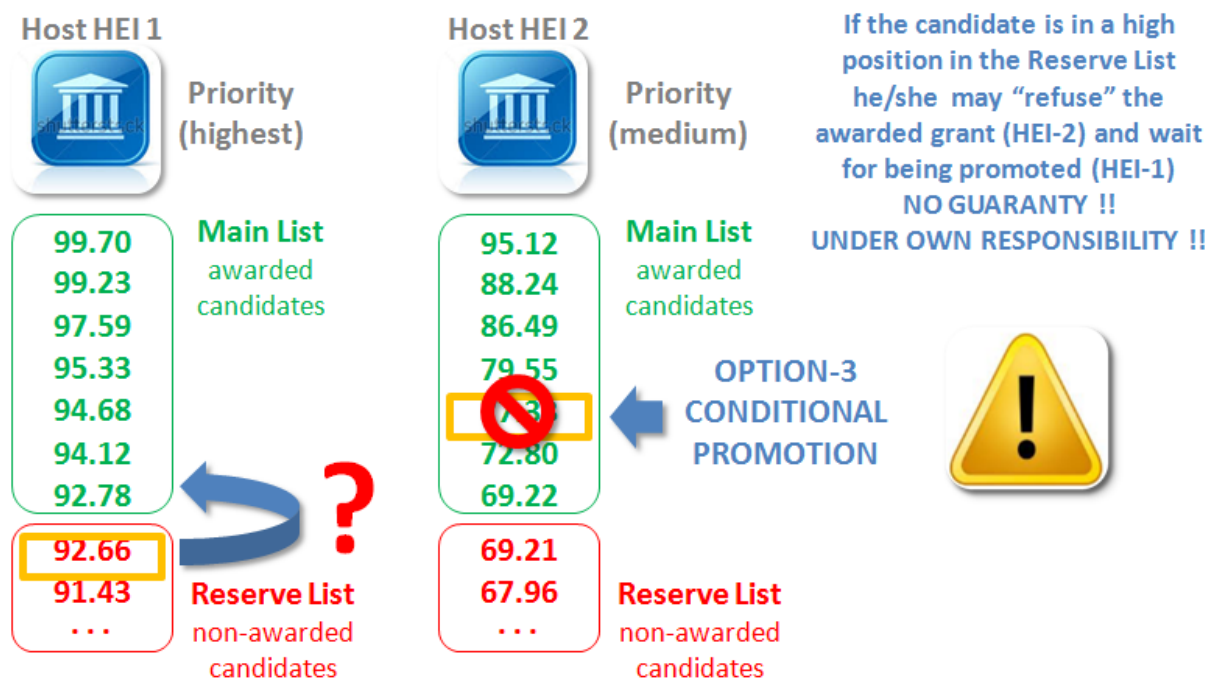 Host HEI 1
Priority
(highest)
99.70
99.23
97.59
95.33
94.68
94.12
92.78
Main List
awarded
candidates
?
92.66
91.43
...
Reserve List
non-awarded
candidates
Host HEI 2
Priority
(medium)
95.12
88.24
86.49
79.55
72.80
69.22
Main List
awarded
candidates
69.21
67.96
...
Reserve List
non-awarded
candidates
If the candidate is in a high
position in the Reserve List
he/she may “refuse” the
awarded grant (HEI-2) and wait
for being promoted (HEI-1)
NO GUARANTY !!
UNDER OWN RESPONSIBILITY !!
OPTION-3
CONDITIONAL
PROMOTION
!